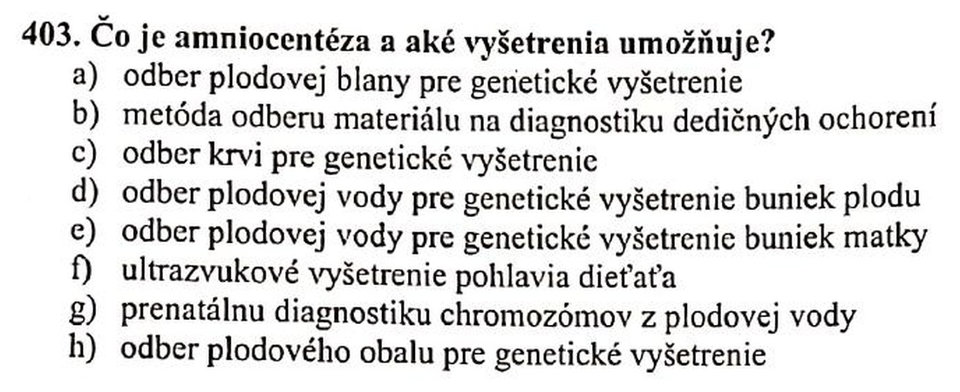 403. Čo je amniocentéza a aké vyšetrenia umožňuje?
a) odber plodovej blany pre genetické vyšetrenie
b) metóda odberu materiálu na diagnostiku dedičných ochorení
c) odber krvi pre genetické vyšetrenie
d) odber plodovej vody pre genetické vyšetrenie buniek plodu
e) odber plodovej vody pre genetické vyšetrenie buniek matky
f) ultrazvukové vyšetrenie pohlavia dieťaťa
g) prenatálnu diagnostiku chromozómov z plodovej vody
h) odber plodového obalu pre genetické vyšetrenie